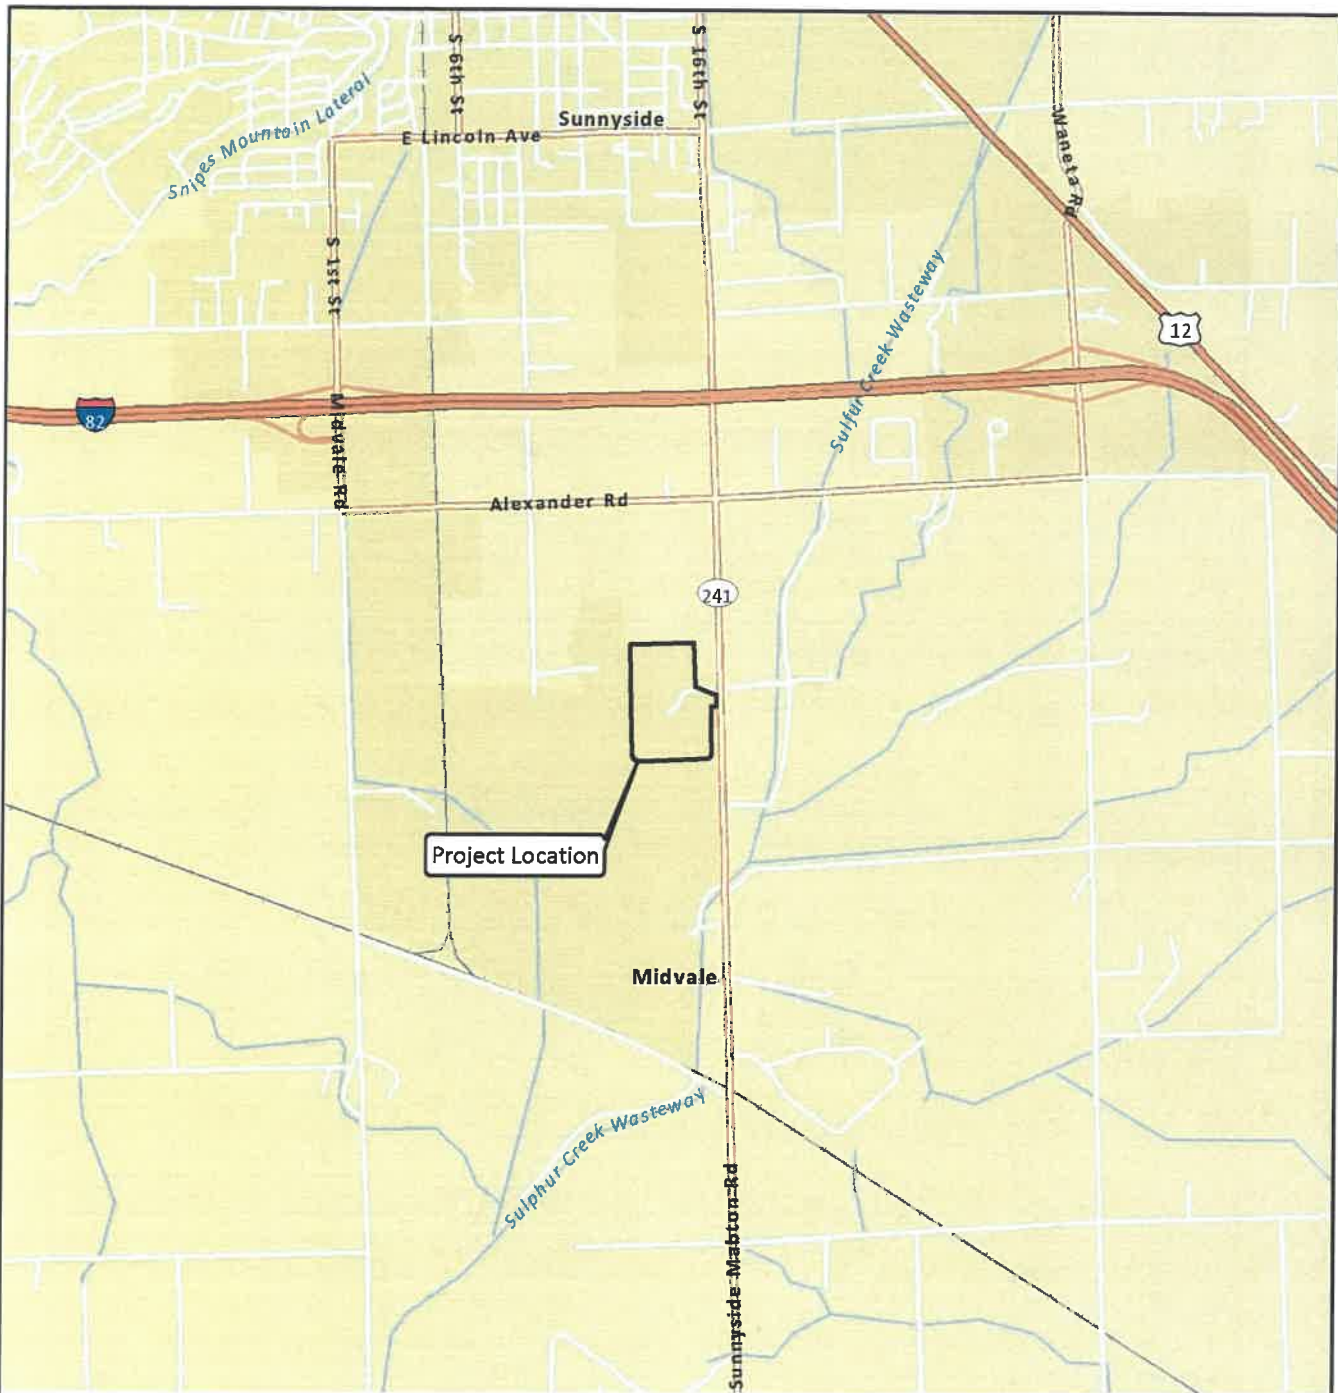 S 6th St
S 16th St
Sunnyside
E Lincoln Ave
Snipes Mountain Lateral
Waneta Rd
S 1st St
Sulfur Creek Wasteway
12
82
Midvale Rd
Alexander Rd
241
Project Location
Midvale
Sulphur Creek Wasteway
Sunnyside-Mabton-Rd